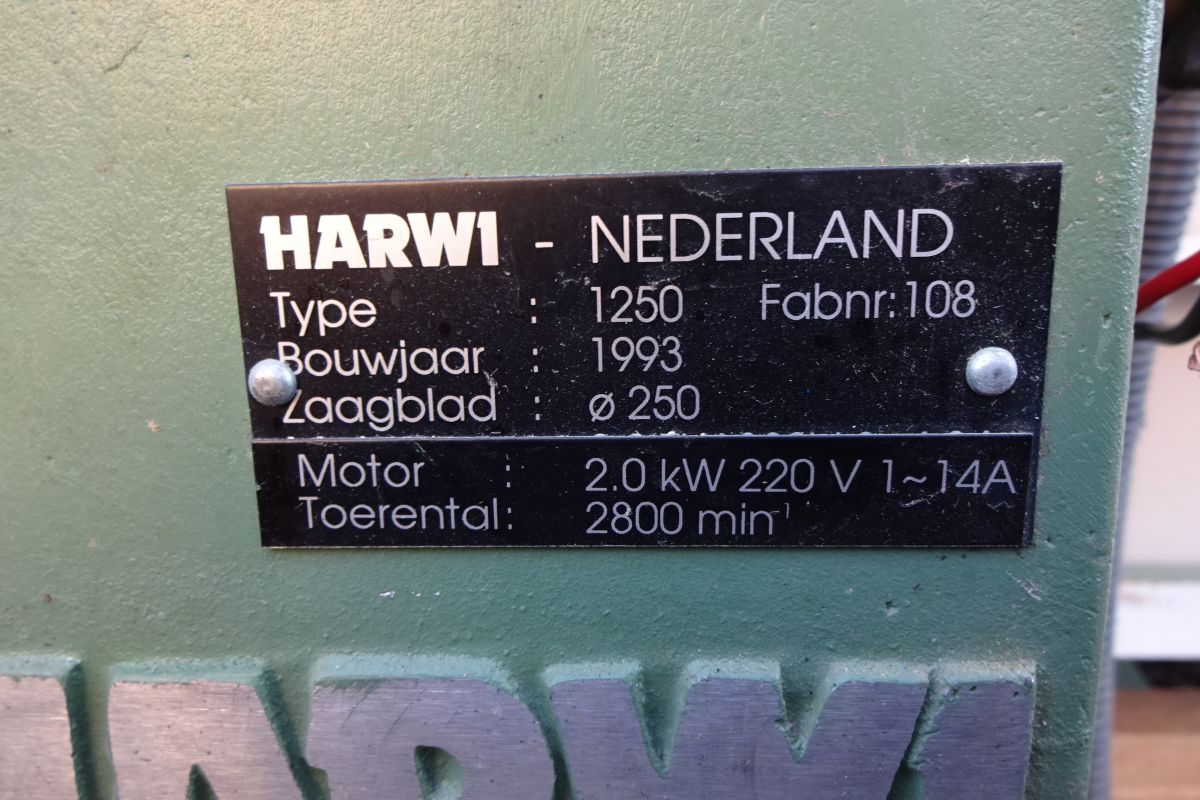 HARWI - NEDERLAND
Type : 1250 Fabnr: 108
Bouwjaar : 1993
Zaagblad : ø 250
Motor : 2.0 kW 220 V 1~14A
Toerental: 2800 min⁻¹
HARWI